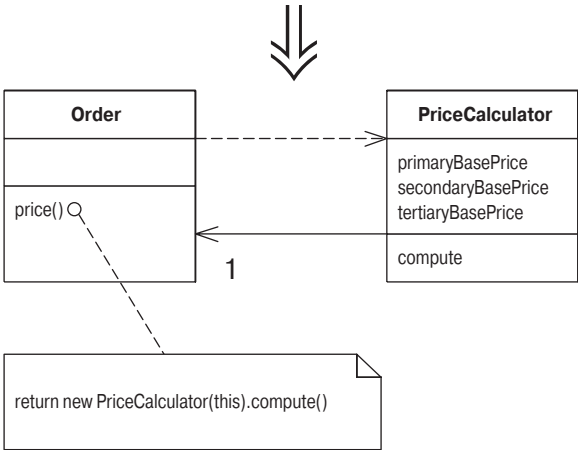 Order
PriceCalculator
primaryBasePrice
secondaryBasePrice
tertiaryBasePrice
price()
1
compute
return new PriceCalculator(this).compute()